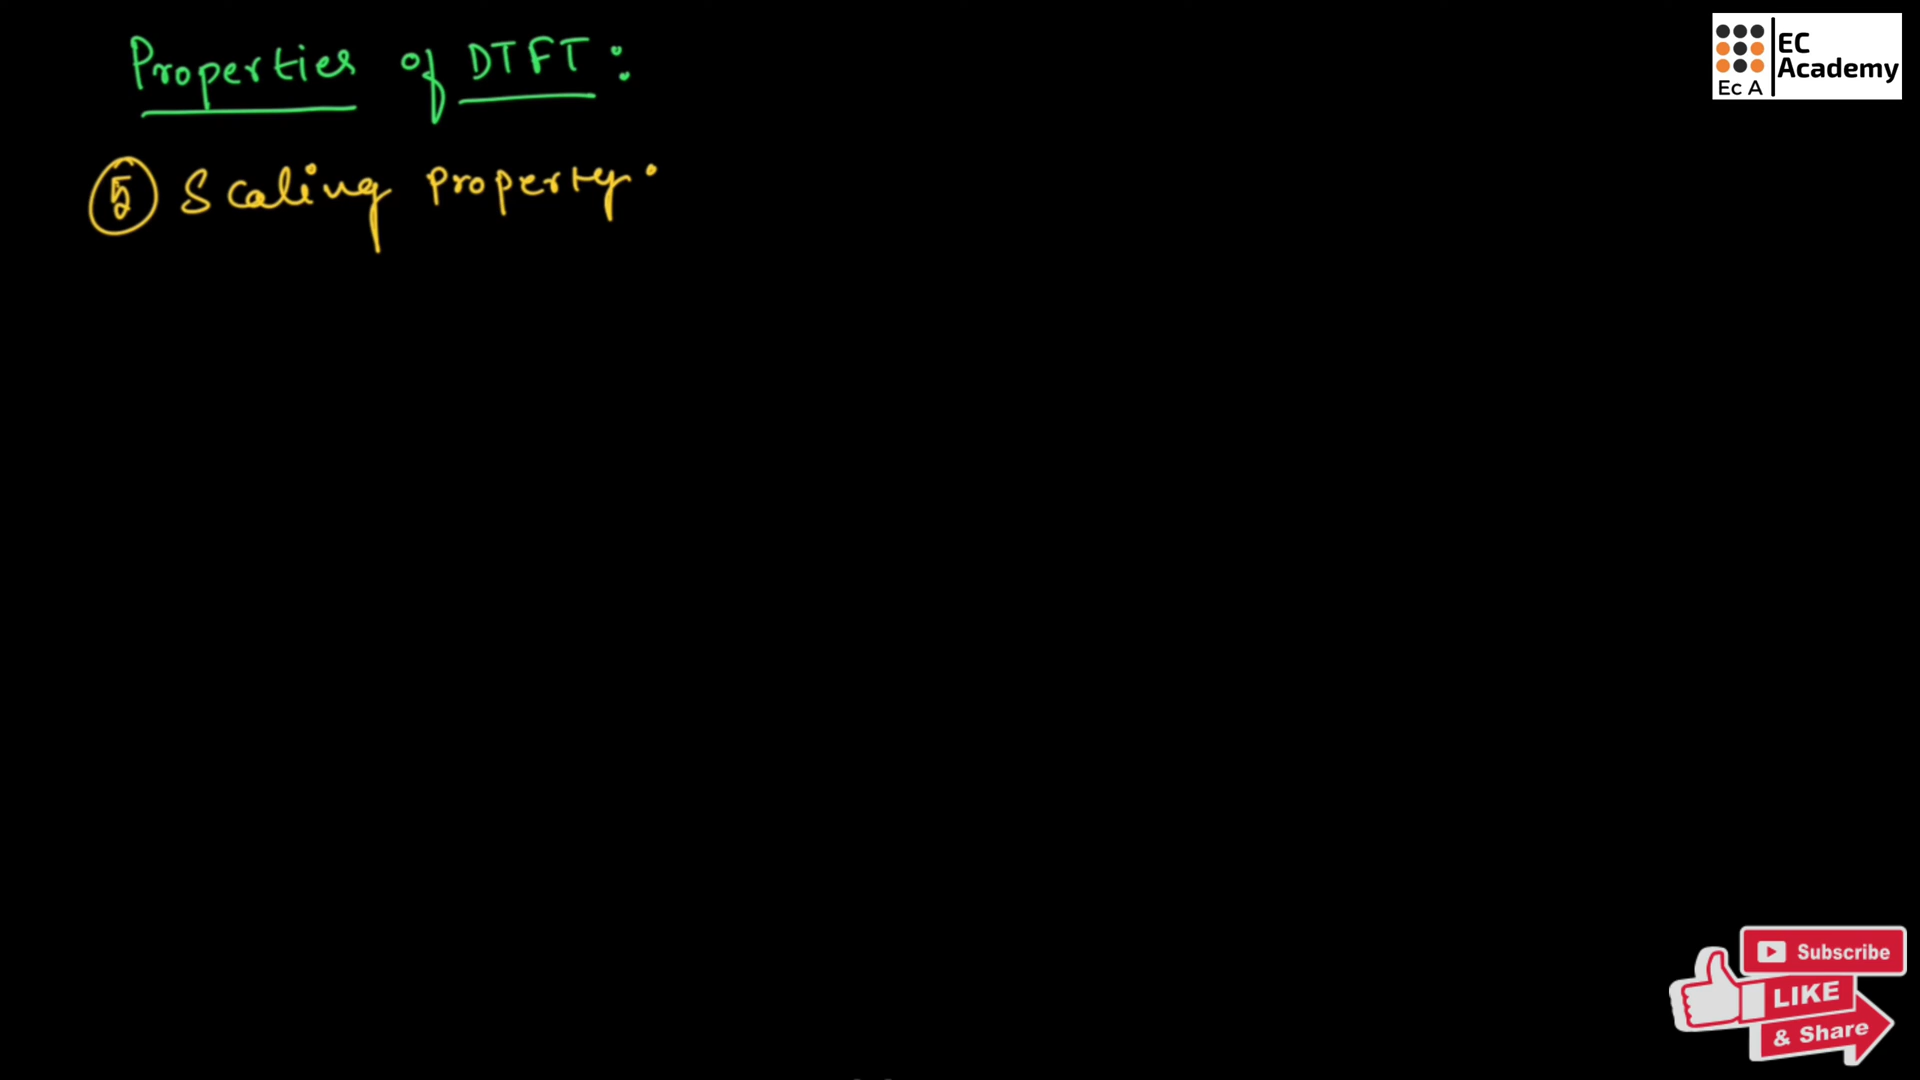 Properties of DTFT :
⑤ Scaling Property.
EC
Academy
Ec A
Subscribe
LIKE
& Share